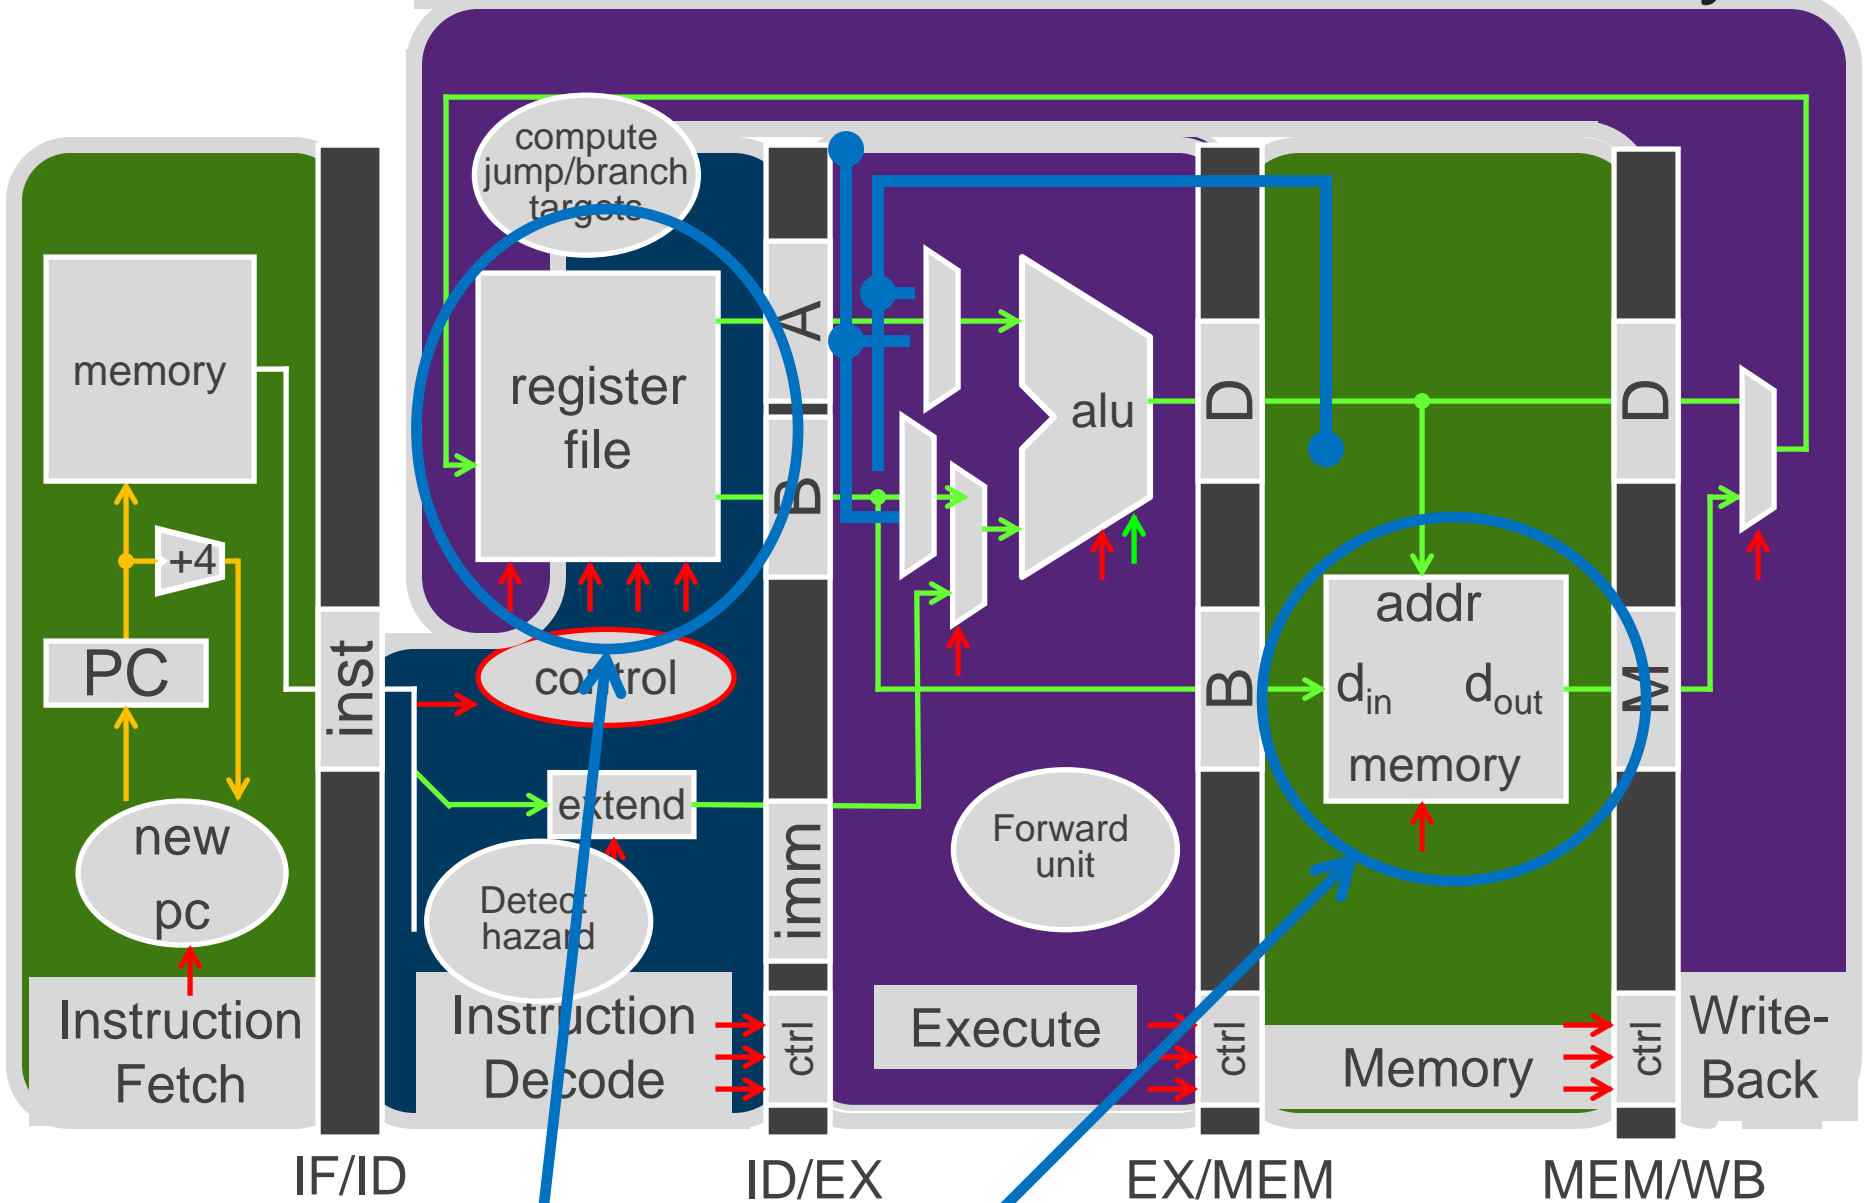 compute
jump/branch
targets
memory
register
file
A
B
alu
D
D
+4
PC
inst
control
addr
d_in d_out
memory
B
M
extend
new
pc
Detect
hazard
imm
Forward
unit
Instruction
Fetch
Instruction
Decode
ctrl
Execute
ctrl
Memory
ctrl
Write-
Back
IF/ID
ID/EX
EX/MEM
MEM/WB